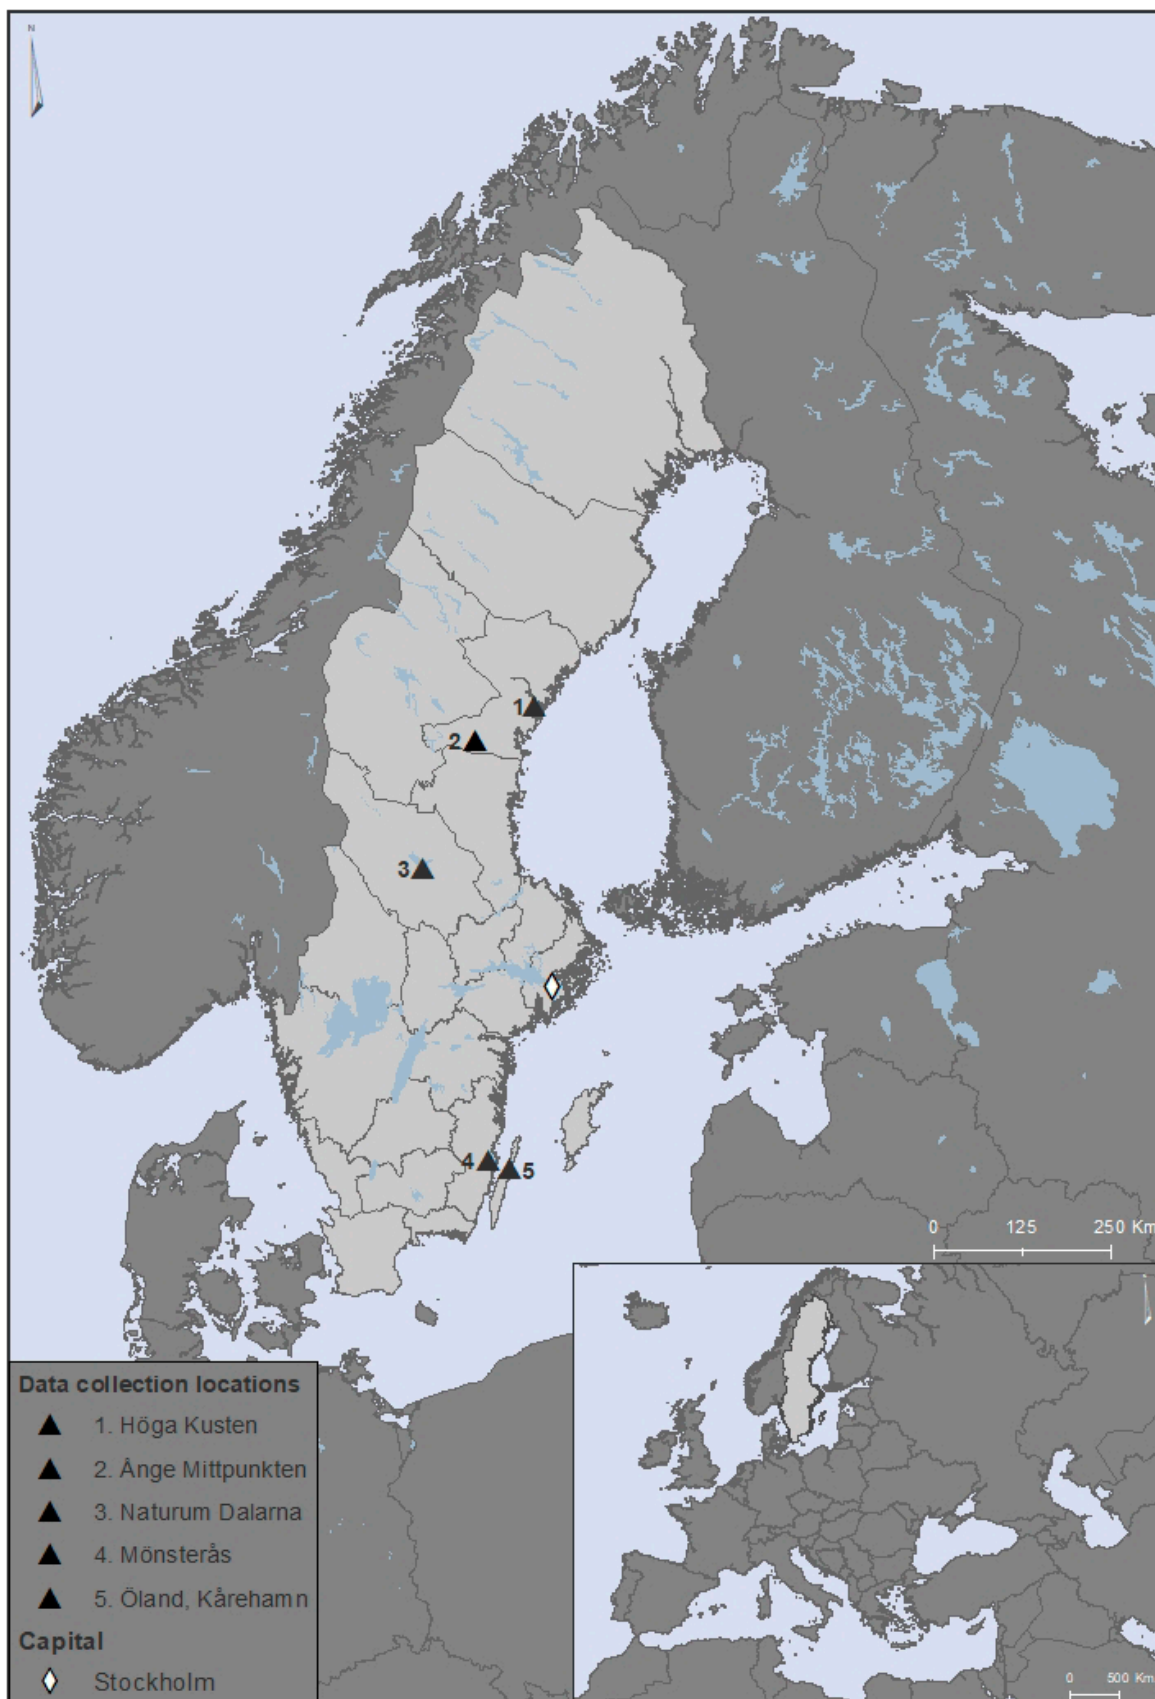 N
1
2
3
4
5
0 125 250 Km
Data collection locations
1. Höga Kusten
2. Ånge Mittpunkten
3. Naturum Dalarna
4. Mönsterås
5. Öland, Kårehamn
Capital
Stockholm
0 500 Km